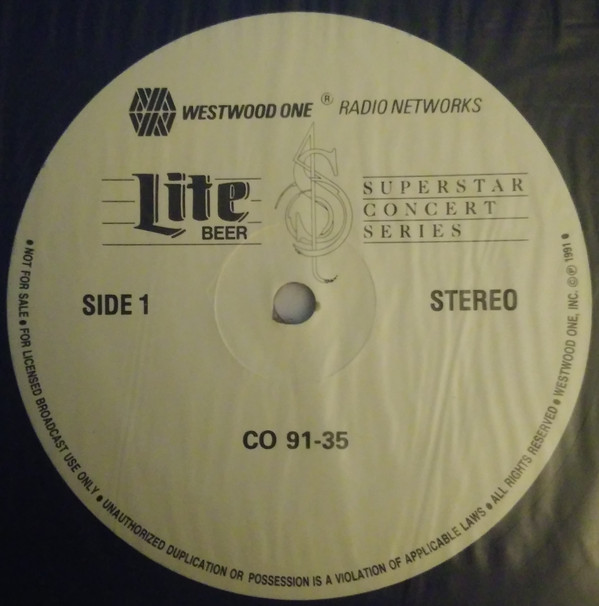 WESTWOOD ONE ® RADIO NETWORKS
Lite
BEER
SUPERSTAR
CONCERT
SERIES
SIDE 1
STEREO
CO 91-35
• NOT FOR SALE • FOR LICENSED BROADCAST USE ONLY • UNAUTHORIZED DUPLICATION OR POSSESSION IS A VIOLATION OF APPLICABLE LAWS • ALL RIGHTS RESERVED • WESTWOOD ONE, INC. © ℗ 1991 •